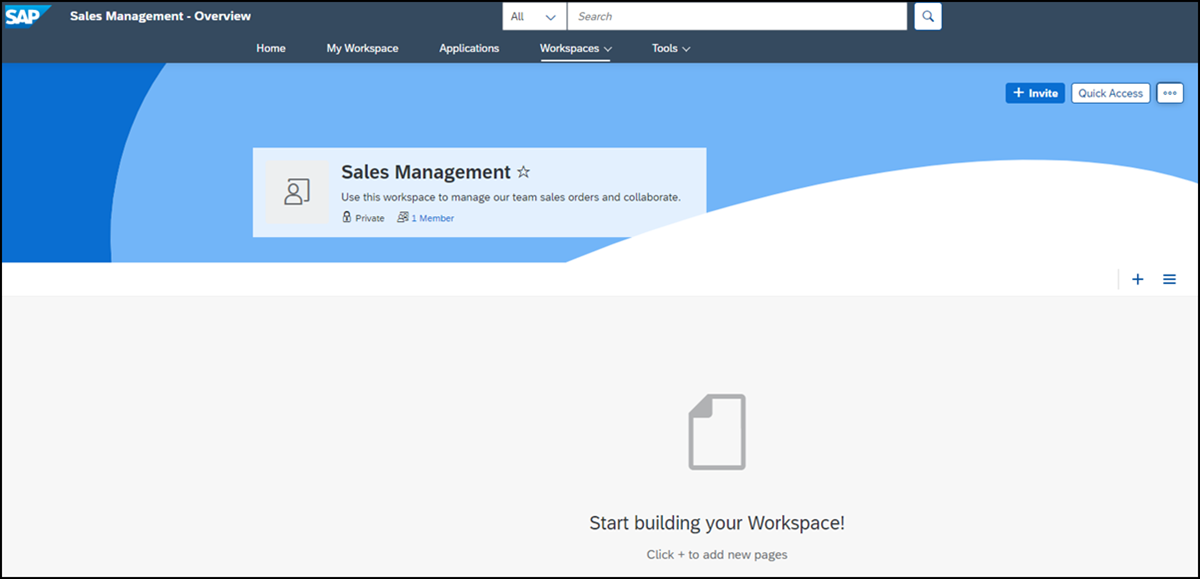 SAP Sales Management - Overview All Search
Home My Workspace Applications Workspaces Tools
+ Invite Quick Access
Sales Management
Use this workspace to manage our team sales orders and collaborate.
Private 1 Member
Start building your Workspace!
Click + to add new pages